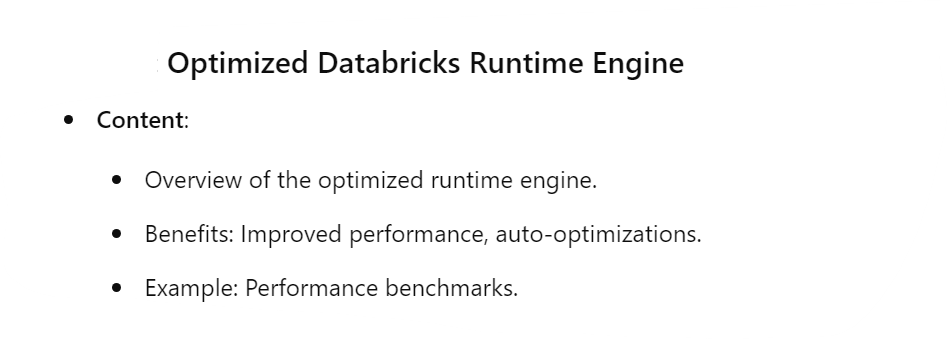 Optimized Databricks Runtime Engine
• Content:
• Overview of the optimized runtime engine.
• Benefits: Improved performance, auto-optimizations.
• Example: Performance benchmarks.